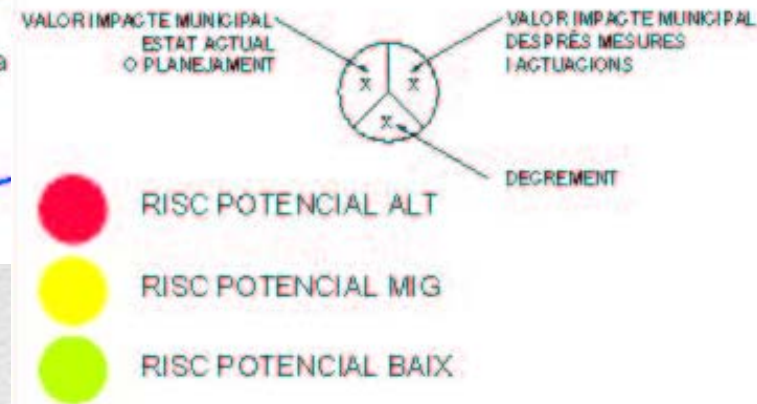 VALOR IMPACTE MUNICIPAL
ESTAT ACTUAL
O PLANEJAMENT
VALOR IMPACTE MUNICIPAL
DESPRÉS MESURES
I ACTUACIONS
a
X X
X
DECREMENT
RISC POTENCIAL ALT
RISC POTENCIAL MIG
RISC POTENCIAL BAIX